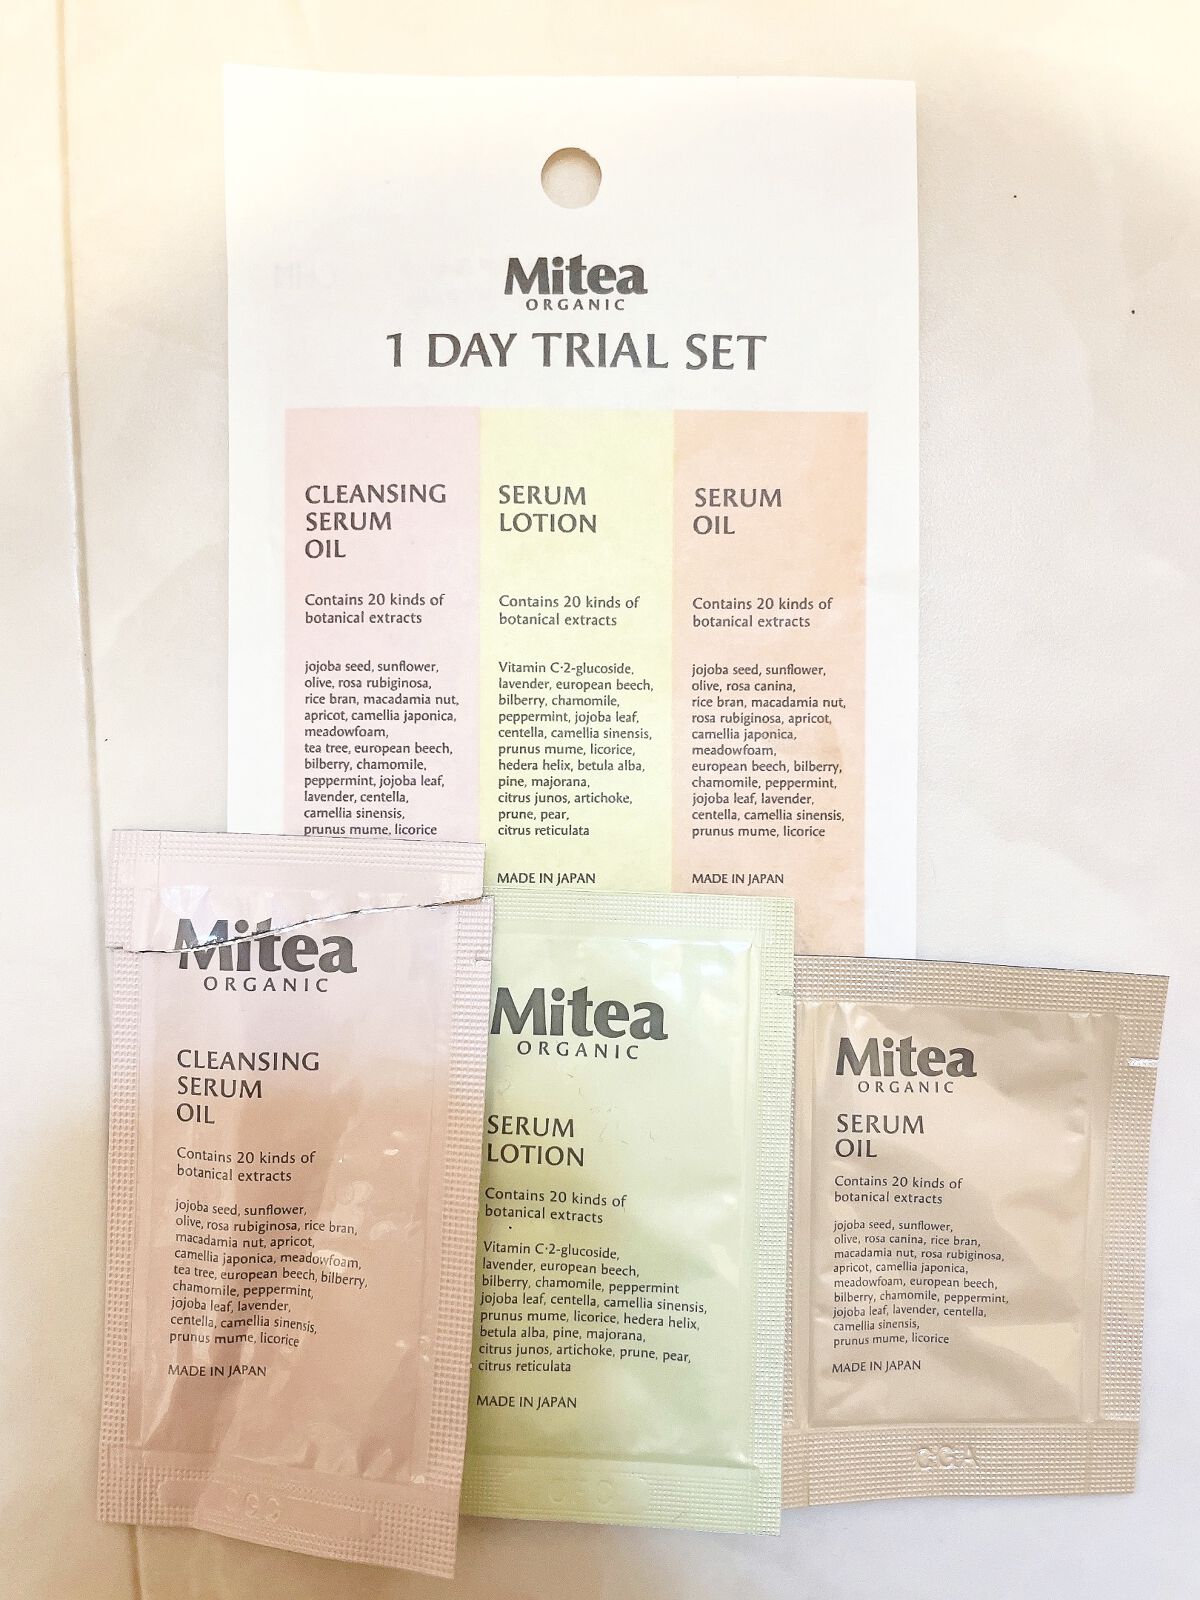 Mitea
ORGANIC
1 DAY TRIAL SET
CLEANSING
SERUM
OIL
Contains 20 kinds of
botanical extracts
jojoba seed, sunflower,
olive, rosa rubiginosa,
rice bran, macadamia nut,
apricot, camellia japonica,
meadowfoam,
tea tree, european beech,
bilberry, chamomile,
peppermint, jojoba leaf,
lavender, centella,
camellia sinensis,
prunus mume, licorice
SERUM
LOTION
Contains 20 kinds of
botanical extracts
Vitamin C·2-glucoside,
lavender, european beech,
bilberry, chamomile,
peppermint, jojoba leaf,
centella, camellia sinensis,
prunus mume, licorice,
hedera helix, betula alba,
pine, majorana,
citrus junos, artichoke,
prune, pear,
citrus reticulata
MADE IN JAPAN
SERUM
OIL
Contains 20 kinds of
botanical extracts
jojoba seed, sunflower,
olive, rosa canina,
rice bran, macadamia nut,
rosa rubiginosa, apricot,
camellia japonica,
meadowfoam,
european beech, bilberry,
chamomile, peppermint,
jojoba leaf, lavender,
centella, camellia sinensis,
prunus mume, licorice
MADE IN JAPAN
Mitea
ORGANIC
CLEANSING
SERUM
OIL
Contains 20 kinds of
botanical extracts
jojoba seed, sunflower,
olive, rosa rubiginosa, rice bran,
macadamia nut, apricot,
camellia japonica, meadowfoam,
tea tree, european beech, bilberry,
chamomile, peppermint,
jojoba leaf, lavender,
centella, camellia sinensis,
prunus mume, licorice
MADE IN JAPAN
Mitea
ORGANIC
SERUM
LOTION
Contains 20 kinds of
botanical extracts
Vitamin C·2-glucoside,
lavender, european beech,
bilberry, chamomile, peppermint
jojoba leaf, centella, camellia sinensis,
prunus mume, licorice, hedera helix,
betula alba, pine, majorana,
citrus junos, artichoke, prune, pear,
citrus reticulata
MADE IN JAPAN
Mitea
ORGANIC
SERUM
OIL
Contains 20 kinds of
botanical extracts
jojoba seed, sunflower,
olive, rosa canina, rice bran,
macadamia nut, rosa rubiginosa,
apricot, camellia japonica,
meadowfoam, european beech,
bilberry, chamomile, peppermint,
jojoba leaf, lavender, centella,
camellia sinensis,
prunus mume, licorice
MADE IN JAPAN